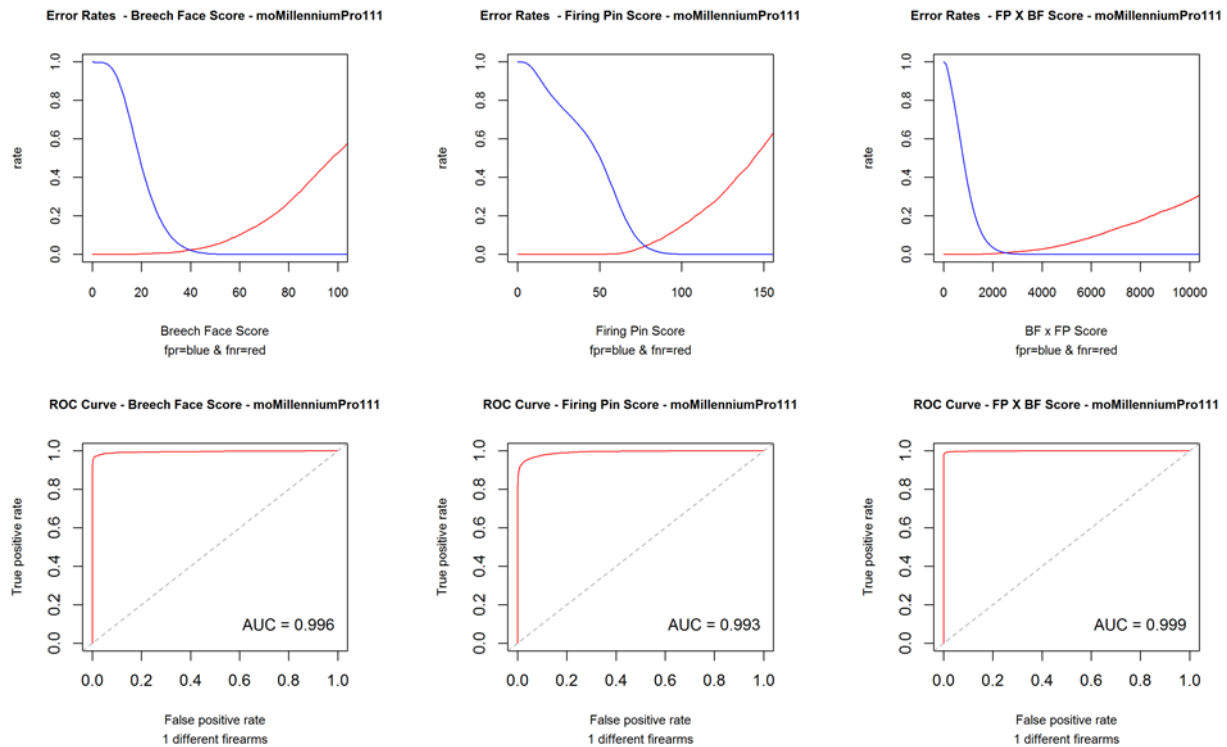 Error Rates - Breech Face Score - moMillenniumPro111
rate
1.0
0.8
0.6
0.4
0.2
0.0
0 20 40 60 80 100
Breech Face Score
fpr=blue & fnr=red
Error Rates - Firing Pin Score - moMillenniumPro111
rate
1.0
0.8
0.6
0.4
0.2
0.0
0 50 100 150
Firing Pin Score
fpr=blue & fnr=red
Error Rates - FP X BF Score - moMillenniumPro111
rate
1.0
0.8
0.6
0.4
0.2
0.0
0 2000 4000 6000 8000 10000
BF x FP Score
fpr=blue & fnr=red
ROC Curve - Breech Face Score - moMillenniumPro111
True positive rate
1.0
0.8
0.6
0.4
0.2
0.0
AUC = 0.996
0.0 0.2 0.4 0.6 0.8 1.0
False positive rate
1 different firearms
ROC Curve - Firing Pin Score - moMillenniumPro111
True positive rate
1.0
0.8
0.6
0.4
0.2
0.0
AUC = 0.993
0.0 0.2 0.4 0.6 0.8 1.0
False positive rate
1 different firearms
ROC Curve - FP X BF Score - moMillenniumPro111
True positive rate
1.0
0.8
0.6
0.4
0.2
0.0
AUC = 0.999
0.0 0.2 0.4 0.6 0.8 1.0
False positive rate
1 different firearms